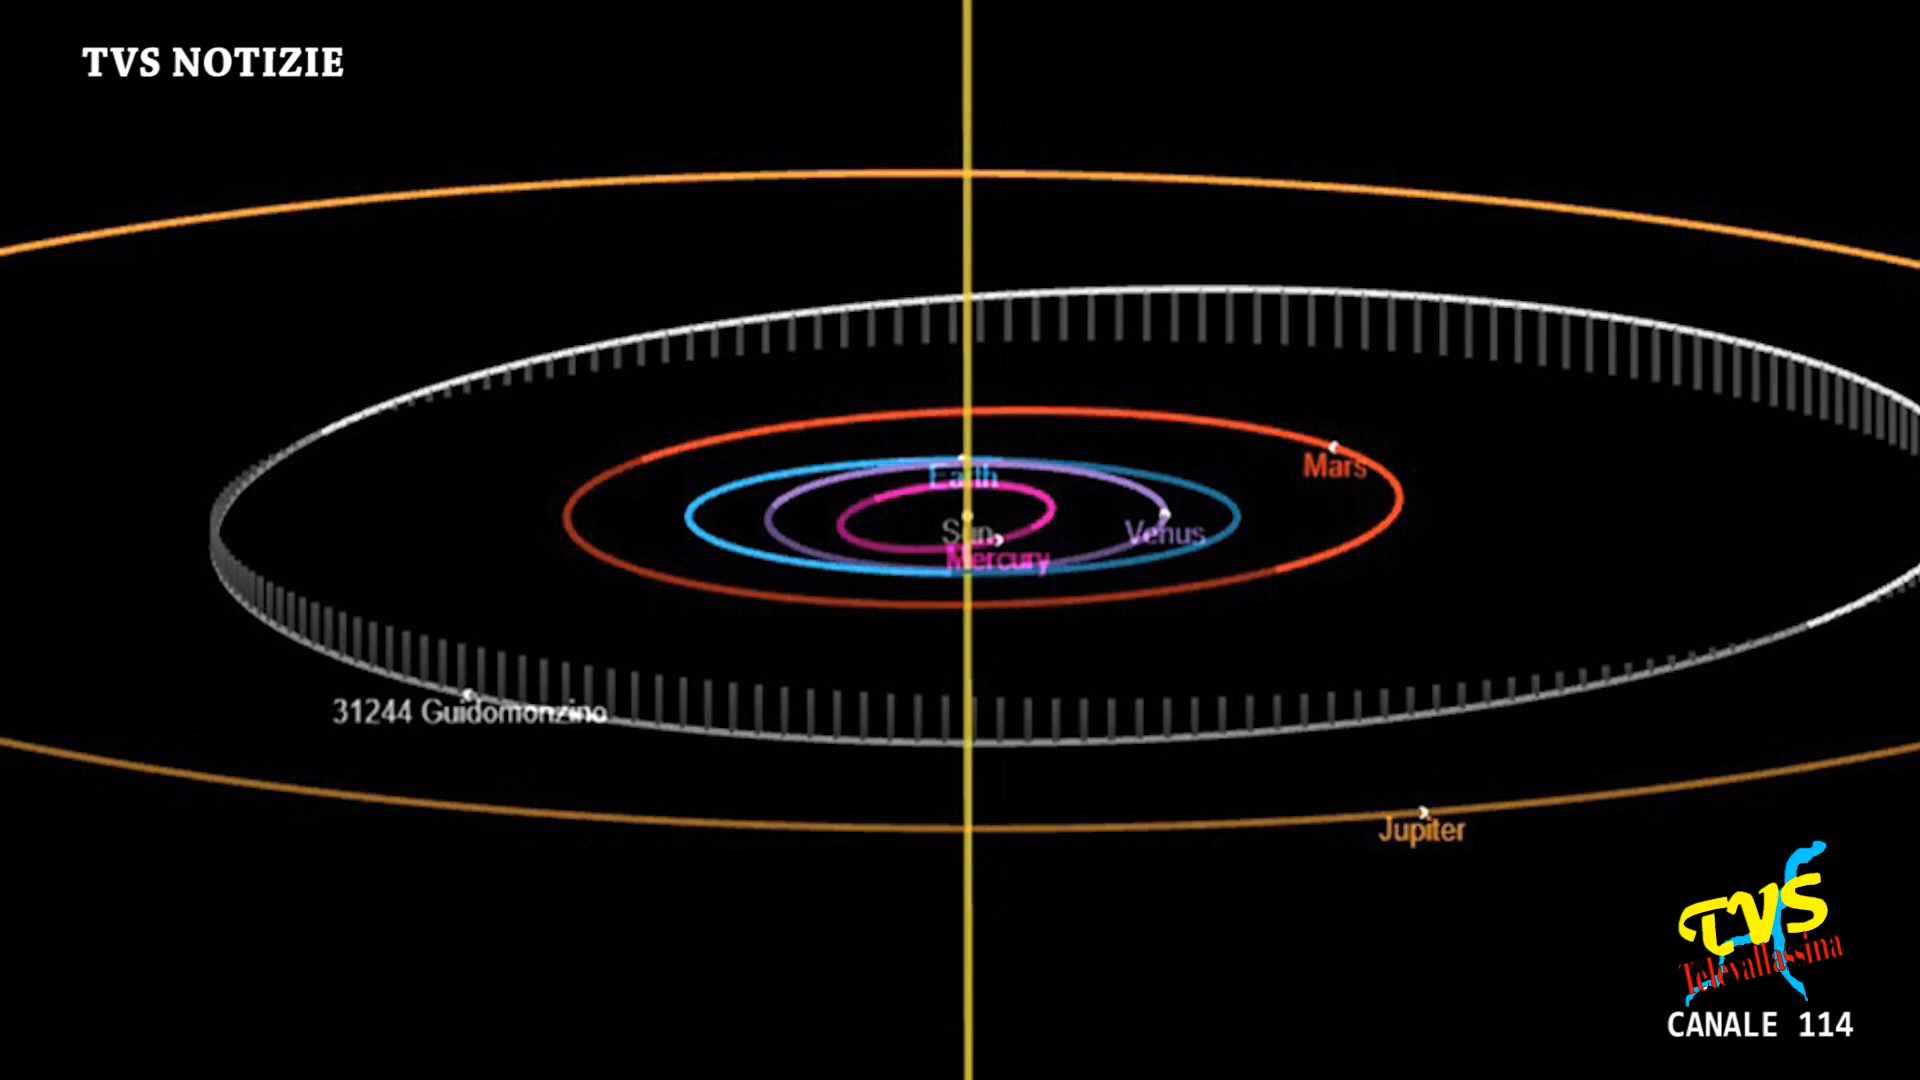 TVS NOTIZIE
Mars
Earth
Sun
Venus
Mercury
31244 Guidomonzino
Jupiter
TVS
Televallassina
CANALE 114